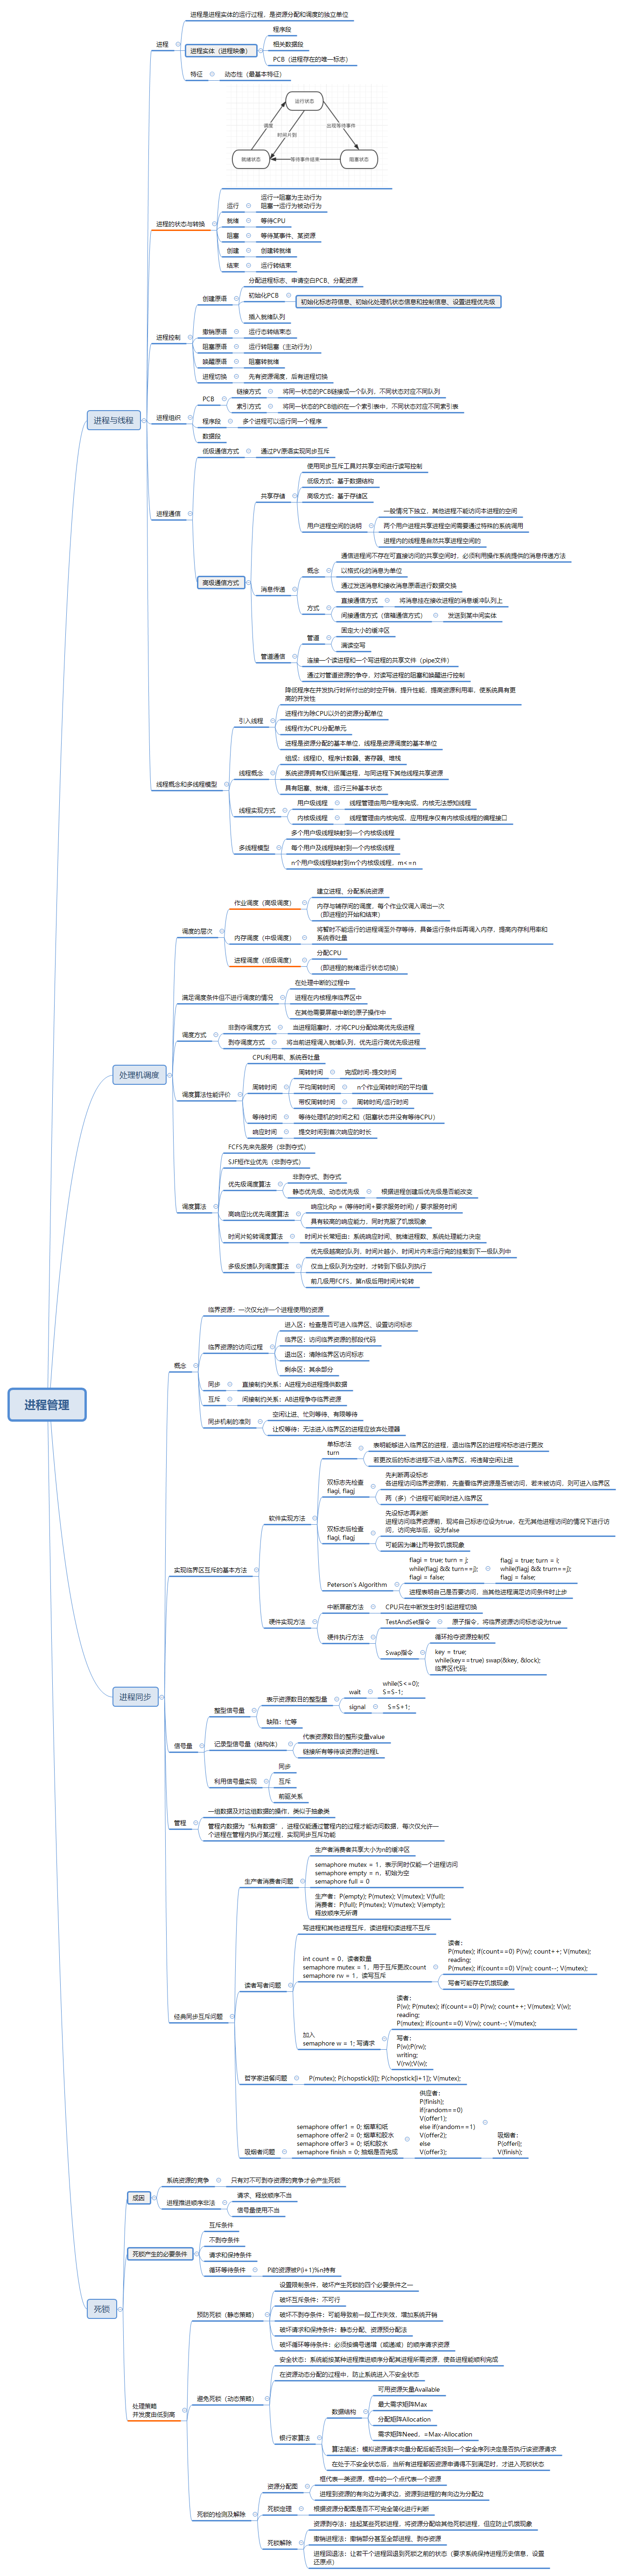 进程管理
进程与线程
进程
进程是进程实体的运行过程，是资源分配和调度的独立单位
进程实体（进程映像）
程序段
相关数据段
PCB（进程存在的唯一标志）
特征
动态性（最基本特征）
运行状态
调度
时间片到
出现等待事件
就绪状态
等待事件结束
阻塞状态
进程的状态与转换
运行
运行→阻塞为主动行为
阻塞→运行为被动行为
就绪
等待CPU
阻塞
等待某事件、某资源
创建
创建转就绪
结束
运行转结束
进程控制
创建原语
分配进程标志、申请空白PCB、分配资源
初始化PCB
初始化标志符信息、初始化处理机状态信息和控制信息、设置进程优先级
插入就绪队列
撤销原语
运行态转结束态
阻塞原语
运行转阻塞（主动行为）
唤醒原语
阻塞转就绪
进程切换
先有资源调度，后有进程切换
进程组织
PCB
链接方式
将同一状态的PCB链接成一个队列，不同状态对应不同队列
索引方式
将同一状态的PCB组织在一个索引表中，不同状态对应不同索引表
程序段
多个进程可以运行同一个程序
数据段
进程通信
低级通信方式
通过PV原语实现同步互斥
高级通信方式
共享存储
使用同步互斥工具对共享空间进行读写控制
低级方式：基于数据结构
高级方式：基于存储区
用户进程空间的说明
一般情况下独立，其他进程不能访问本进程的空间
两个用户进程共享进程空间需要通过特殊的系统调用
进程内的线程是自然共享进程空间的
消息传递
概念
通信进程间不存在可直接访问的共享空间时，必须利用操作系统提供的消息传递方法
以格式化的消息为单位
通过发送消息和接收消息原语进行数据交换
方式
直接通信方式
将消息挂在接收进程的消息缓冲队列上
间接通信方式（信箱通信方式）
发送到某中间实体
管道通信
管道
固定大小的缓冲区
满读空写
连接一个读进程和一个写进程的共享文件（pipe文件）
通过对管道资源的争夺，对读写进程的阻塞和唤醒进行控制
线程概念和多线程模型
引入线程
降低程序在并发执行时所付出的时空开销，提升性能，提高资源利用率，使系统具有更
高的并发性
进程作为除CPU以外的资源分配单位
线程作为CPU分配单元
进程是资源分配的基本单位，线程是资源调度的基本单位
线程概念
组成：线程ID、程序计数器、寄存器、堆栈
系统资源拥有权归所属进程，与同进程下其他线程共享资源
具有阻塞、就绪、运行三种基本状态
线程实现方式
用户级线程
线程管理由用户程序完成，内核无法感知线程
内核级线程
线程管理由内核完成，应用程序仅有内核级线程的编程接口
多线程模型
多个用户级线程映射到一个内核级线程
每个用户及线程映射到一个内核级线程
n个用户级线程映射到m个内核级线程，m<=n
处理机调度
调度的层次
作业调度（高级调度）
建立进程、分配系统资源
内存与辅存间的调度，每个作业仅调入调出一次
（即进程的开始和结束）
内存调度（中级调度）
将暂时不能运行的进程调至外存等待，具备运行条件后再调入内存，提高内存利用率和
系统吞吐量
进程调度（低级调度）
分配CPU
（即进程的就绪运行状态切换）
满足调度条件但不进行调度的情况
在处理中断的过程中
进程在内核程序临界区中
在其他需要屏蔽中断的原子操作中
调度方式
非剥夺调度方式
当进程阻塞时，才将CPU分配给高优先级进程
剥夺调度方式
将当前进程调入就绪队列，优先运行高优先级进程
调度算法性能评价
CPU利用率、系统吞吐量
周转时间
周转时间
完成时间-提交时间
平均周转时间
n个作业周转时间的平均值
带权周转时间
周转时间/运行时间
等待时间
等待处理机的时间之和（阻塞状态并没有等待CPU）
响应时间
提交时间到首次响应的时长
调度算法
FCFS先来先服务（非剥夺式）
SJF短作业优先（非剥夺式）
优先级调度算法
非剥夺式、剥夺式
静态优先级、动态优先级
根据进程创建后优先级是否能改变
高响应比优先调度算法
响应比Rp = (等待时间+要求服务时间) / 要求服务时间
具有较高的响应能力，同时克服了饥饿现象
时间片轮转调度算法
时间片长常短由：系统响应时间、就绪进程数、系统处理能力决定
多级反馈队列调度算法
优先级越高的队列，时间片越小，时间片内未运行完的挂载到下一级队列中
仅当上级队列为空时，才转到下级队列执行
前几级用FCFS，第n级后用时间片轮转
进程同步
概念
临界资源：一次仅允许一个进程使用的资源
临界资源的访问过程
进入区：检查是否可进入临界区、设置访问标志
临界区：访问临界资源的那段代码
退出区：清除临界区访问标志
剩余区：其余部分
同步
直接制约关系：A进程为B进程提供数据
互斥
间接制约关系：AB进程争夺临界资源
同步机制的准则
空闲让进、忙则等待、有限等待
让权等待：无法进入临界区的进程应放弃处理器
实现临界区互斥的基本方法
软件实现方法
单标志法
turn
表明能够进入临界区的进程，退出临界区的进程将标志进行更改
若更改后的标志进程不进入临界区，将违背空闲让进
双标志先检查
flagi, flagj
先判断再设标志
各进程访问临界资源前，先查看临界资源是否被访问，若未被访问，则可进入临界区
两（多）个进程可能同时进入临界区
双标志后检查
flagi, flagj
先设标志再判断
进程访问临界资源前，现将自己标志位设为true，在无其他进程访问的情况下进行访
问，访问完毕后，设为false
可能因为谦让而导致饥饿现象
Peterson's Algorithm
flagi = true; turn = j;
while(flagj && turn==j);
flagi = false;
flagj = true; turn = i;
while(flagi && trurn==j);
flagj = false;
进程表明自己是否要访问，当其他进程满足访问条件时止步
硬件实现方法
中断屏蔽方法
CPU只在中断发生时引起进程切换
硬件执行方法
TestAndSet指令
原子指令，将临界资源访问标志设为true
Swap指令
循环抢夺资源控制权
key = true;
while(key==true) swap(&key, &lock);
临界区代码;
信号量
整型信号量
表示资源数目的整型量
wait
while(S<=0);
S=S-1;
signal
S=S+1;
缺陷：忙等
记录型信号量（结构体）
代表资源数目的整形变量value
链接所有等待该资源的进程L
利用信号量实现
同步
互斥
前驱关系
管程
一组数据及对这组数据的操作，类似于抽象类
管程内数据为“私有数据”，进程仅能通过管程内的过程才能访问数据，每次仅允许一
个进程在管程内执行某过程，实现同步互斥功能
经典同步互斥问题
生产者消费者问题
生产者消费者共享大小为n的缓冲区
semaphore mutex = 1，表示同时仅能一个进程访问
semaphore empty = n，初始为空
semaphore full = 0
生产者：P(empty); P(mutex); V(mutex); V(full);
消费者：P(full); P(mutex); V(mutex); V(empty);
释放顺序无所谓
读者写者问题
写进程和其他进程互斥，读进程和读进程不互斥
int count = 0，读者数量
semaphore mutex = 1，用于互斥更改count
semaphore rw = 1，读写互斥
读者：
P(mutex); if(count==0) P(rw); count++; V(mutex);
reading;
P(mutex); if(count==0) V(rw); count--; V(mutex);
写者可能存在饥饿现象
加入
semaphore w = 1; 写请求
读者：
P(w); P(mutex); if(count==0) P(rw); count++; V(mutex); V(w);
reading;
P(mutex); if(count==0) V(rw); count--; V(mutex);
写者：
P(w);P(rw);
writing;
V(rw);V(w);
哲学家进餐问题
P(mutex); P(chopstick[i]); P(chopstick[i+1]); V(mutex);
吸烟者问题
semaphore offer1 = 0; 烟草和纸
semaphore offer2 = 0; 烟草和胶水
semaphore offer3 = 0; 纸和胶水
semaphore finish = 0; 抽烟是否完成
供应者：
P(finish);
if(random==0)
V(offer1);
else if(random==1)
V(offer2);
else
V(offer3);
吸烟者：
P(offeri);
V(finish);
死锁
成因
系统资源的竞争
只有对不可剥夺资源的竞争才会产生死锁
进程推进顺序非法
请求、释放顺序不当
信号量使用不当
死锁产生的必要条件
互斥条件
不剥夺条件
请求和保持条件
循环等待条件
Pi的资源被P(i+1)%n持有
处理策略
并发度由低到高
预防死锁（静态策略）
设置限制条件，破坏产生死锁的四个必要条件之一
破坏互斥条件：不可行
破坏不剥夺条件：可能导致前一段工作失效，增加系统开销
破坏请求和保持条件：静态分配、资源预分配法
破坏循环等待条件：必须按编号递增（或递减）的顺序请求资源
避免死锁（动态策略）
安全状态：系统能按某种进程推进顺序分配其进程所需资源，使各进程能顺利完成
在资源动态分配的过程中，防止系统进入不安全状态
银行家算法
数据结构
可用资源矢量Available
最大需求矩阵Max
分配矩阵Allocation
需求矩阵Need，=Max-Allocation
算法简述：模拟资源请求向量分配后能否找到一个安全序列决定是否执行该资源请求
在处于不安全状态后，当所有进程都因资源申请得不到满足时，才进入死锁状态
死锁的检测及解除
资源分配图
框代表一类资源，框中的一个点代表一个资源
进程到资源的有向边为请求边，资源到进程的有向边为分配边
死锁定理
根据资源分配图是否不可完全简化进行判断
死锁解除
资源剥夺法：挂起某些死锁进程，将资源分配给其他死锁进程，但应防止饥饿现象
撤销进程法：撤销部分甚至全部进程、剥夺资源
进程回退法：让若干个进程回退到死锁之前的状态（要求系统保持进程历史信息，设置
还原点）